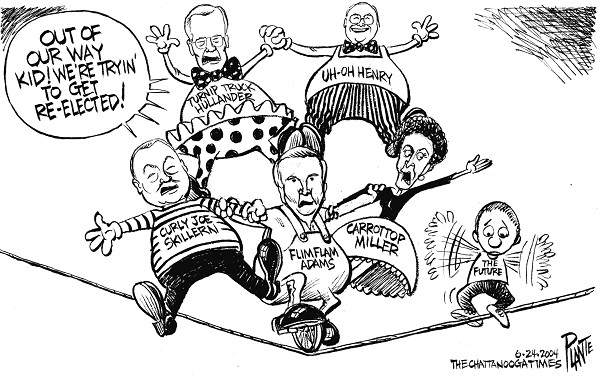 OUT OF
OUR WAY
KID! WE'RE TRYIN'
TO GET
RE-ELECTED!
TURNIP TRUCK
HOLLANDER
UH-OH HENRY
CURLY JOE
SKILLERN
FLIMFLAM
ADAMS
CARROTTOP
MILLER
THE
FUTURE
6-24-2004
THE CHATTANOOGA TIMES
PLANTE